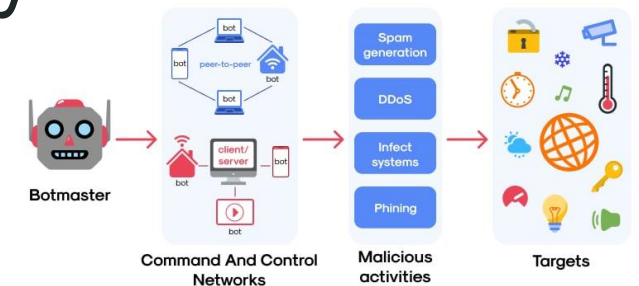 Botmaster
bot
bot
peer-to-peer
bot
bot
client/
server
bot
bot
bot
Command And Control
Networks
Spam
generation
DDoS
Infect
systems
Phining
Malicious
activities
Targets